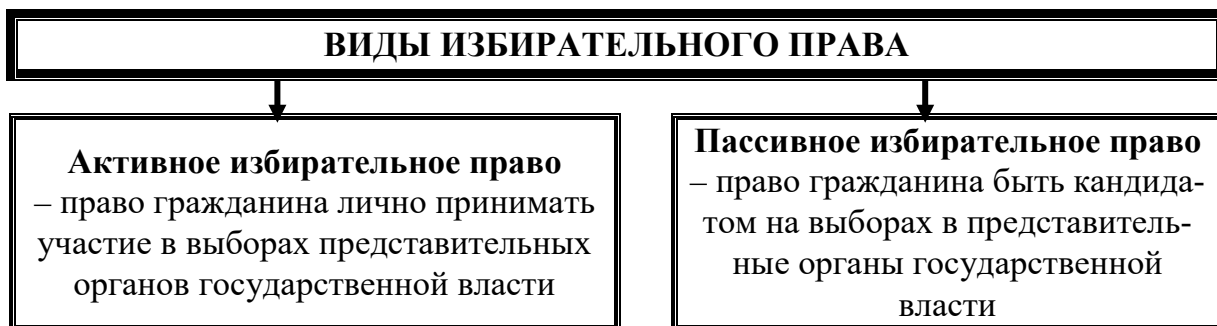 ВИДЫ ИЗБИРАТЕЛЬНОГО ПРАВА
Активное избирательное право
– право гражданина лично принимать
участие в выборах представительных
органов государственной власти
Пассивное избирательное право
– право гражданина быть кандида-
том на выборах в представитель-
ные органы государственной
власти